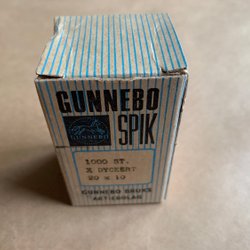 GUNNEBO
GUNNEBO
SPIK
1000 ST.
X DYCKERT
20 x 10
GUNNEBO BRUKS
AKTIEBOLAG